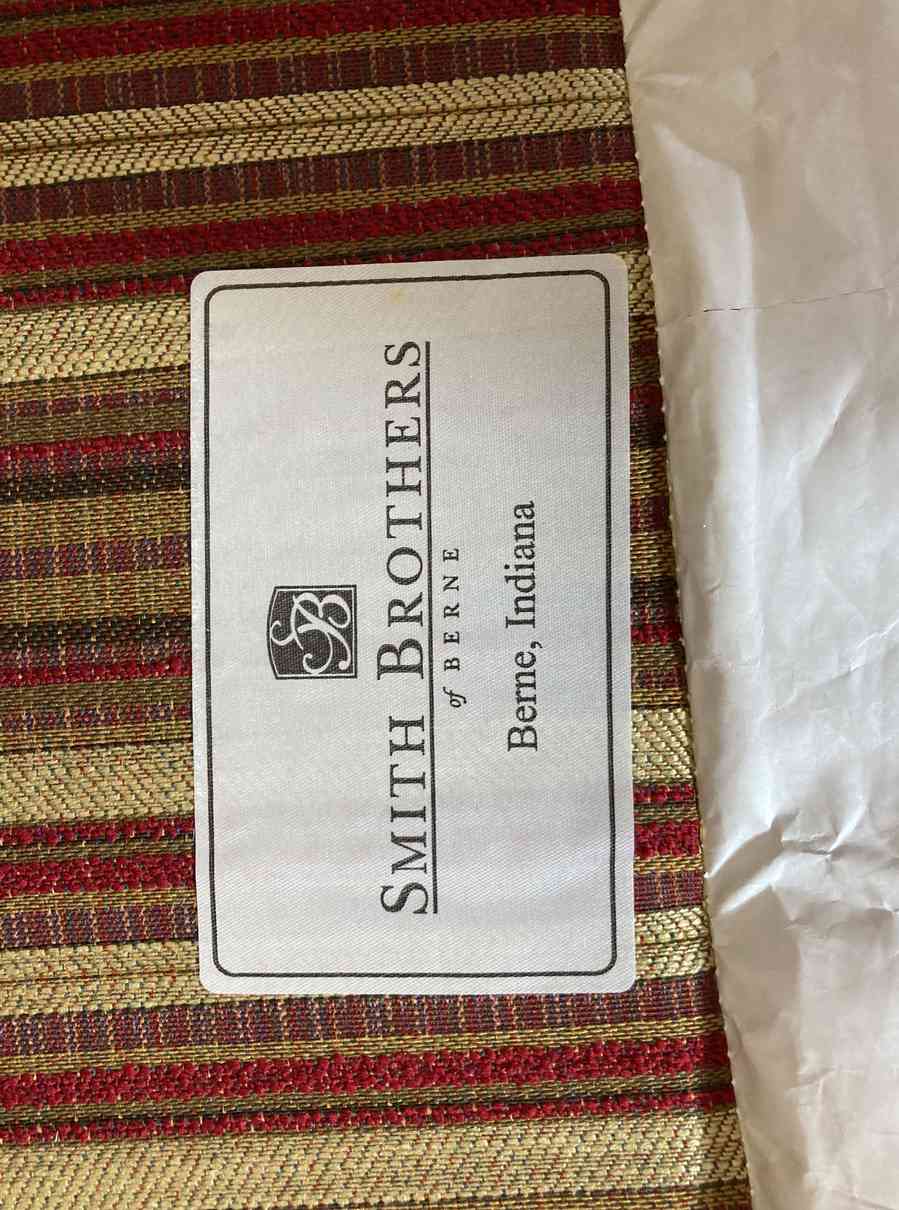 SB
SMITH BROTHERS
of BERNE
Berne, Indiana